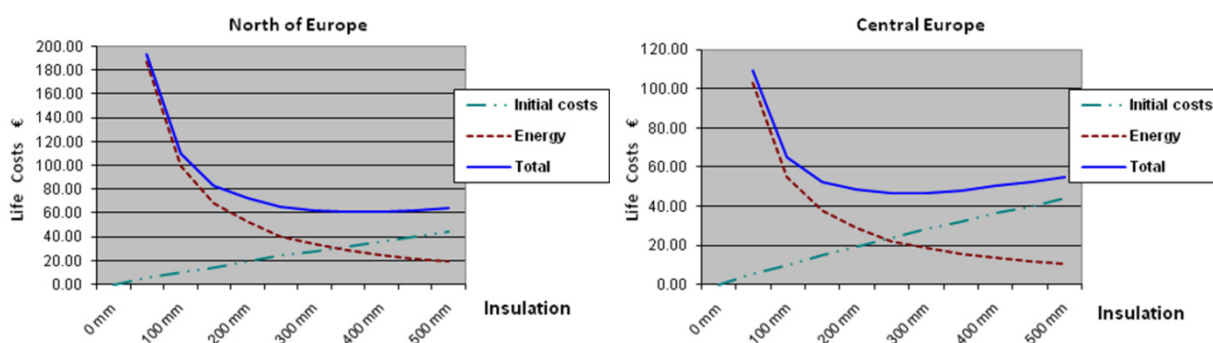 North of Europe
200.00
180.00
160.00
140.00
120.00
100.00
80.00
60.00
40.00
20.00
0.00
Life Costs €
0 mm
100 mm
200 mm
300 mm
400 mm
500 mm
Insulation
Initial costs
Energy
Total
Central Europe
120.00
100.00
80.00
60.00
40.00
20.00
0.00
Life Costs €
0 mm
100 mm
200 mm
300 mm
400 mm
500 mm
Insulation
Initial costs
Energy
Total